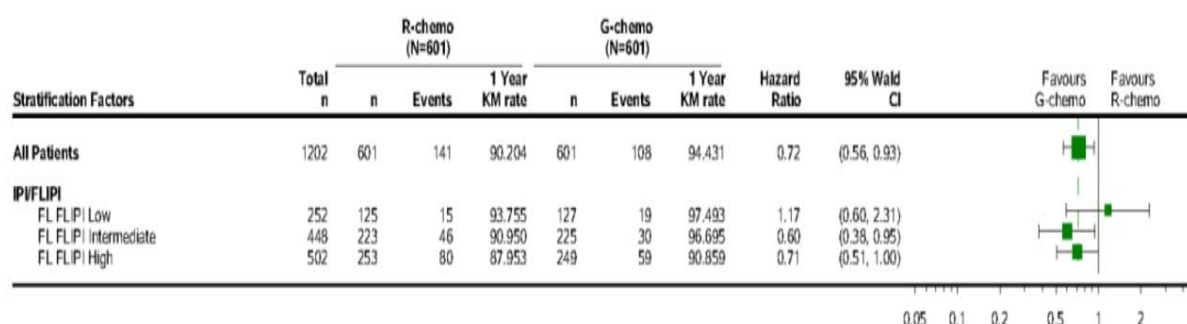 R-chemo G-chemo
(N=601) (N=601)
Total 1 Year 1 Year Hazard 95% Wald Favours Favours
Stratification Factors n n Events KM rate n Events KM rate Ratio CI G-chemo R-chemo
All Patients 1202 601 141 90.204 601 108 94.431 0.72 (0.56, 0.93)
IPI/FLIPI
FL FLIPI Low 252 125 15 93.755 127 19 97.493 1.17 (0.60, 2.31)
FL FLIPI Intermediate 448 223 46 90.950 225 30 96.695 0.60 (0.38, 0.95)
FL FLIPI High 502 253 80 87.953 249 59 90.859 0.71 (0.51, 1.00)
0.05 0.1 0.2 0.5 1 2